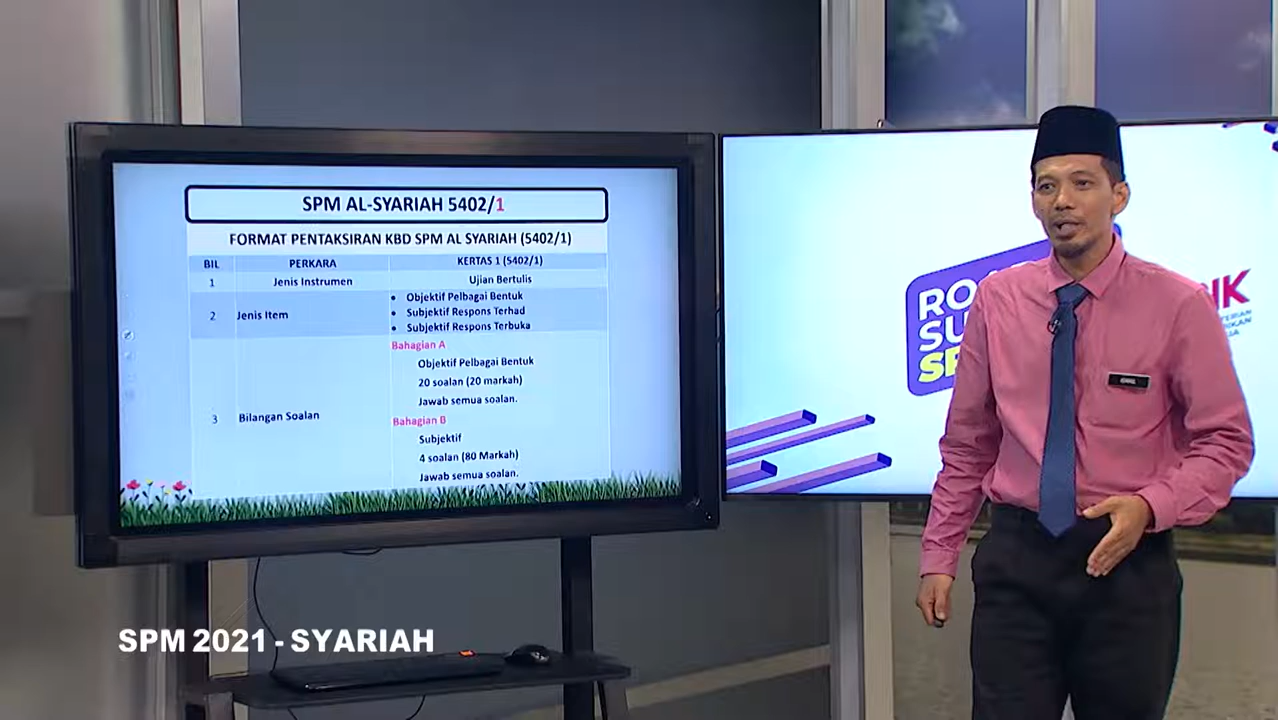 SPM AL-SYARIAH 5402/1
FORMAT PENTAKSIRAN KBD SPM AL SYARIAH (5402/1)
BIL PERKARA KERTAS 1 (5402/1)
1 Jenis Instrumen Ujian Bertulis
2 Jenis Item
• Objektif Pelbagai Bentuk
• Subjektif Respons Terhad
• Subjektif Respons Terbuka
3 Bilangan Soalan
Bahagian A
Objektif Pelbagai Bentuk
20 soalan (20 markah)
Jawab semua soalan.
Bahagian B
Subjektif
4 soalan (80 Markah)
Jawab semua soalan.
SPM 2021 - SYARIAH